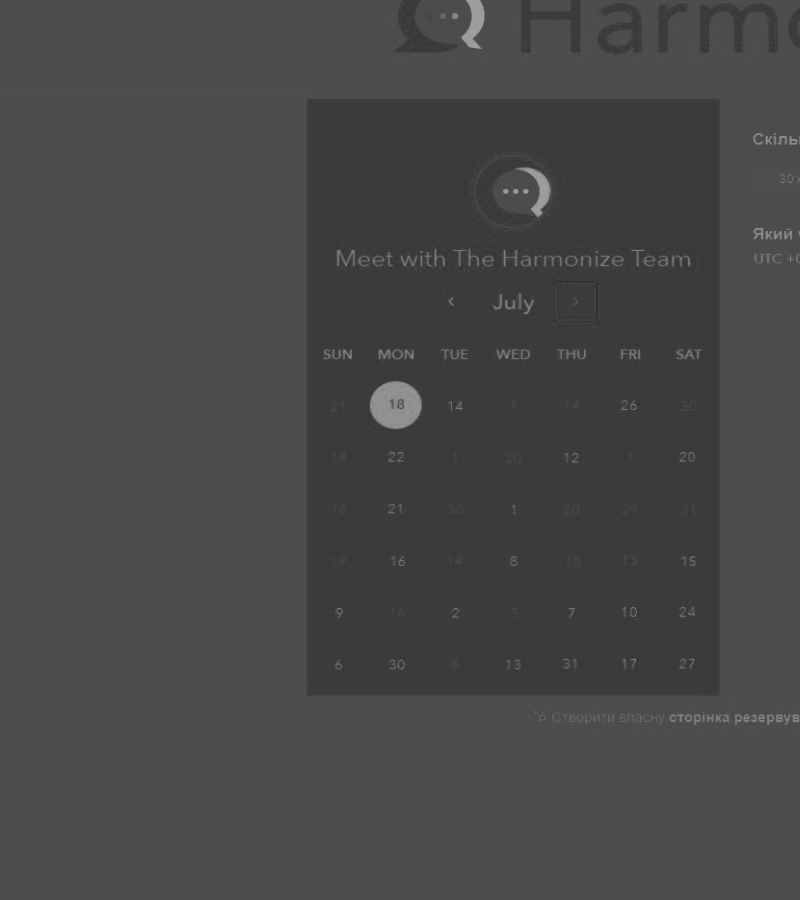 Harmo
Скіль
30 х
Meet with The Harmonize Team
Який ч
UTC +0
July
SUN MON TUE WED THU FRI SAT
21 18 14 1 14 26 30
14 22 1 20 12 1 20
16 21 30 1 20 29 31
19 16 14 8 10 13 15
9 16 2 3 7 10 24
6 30 8 13 31 17 27
Створити власну сторінка резервув